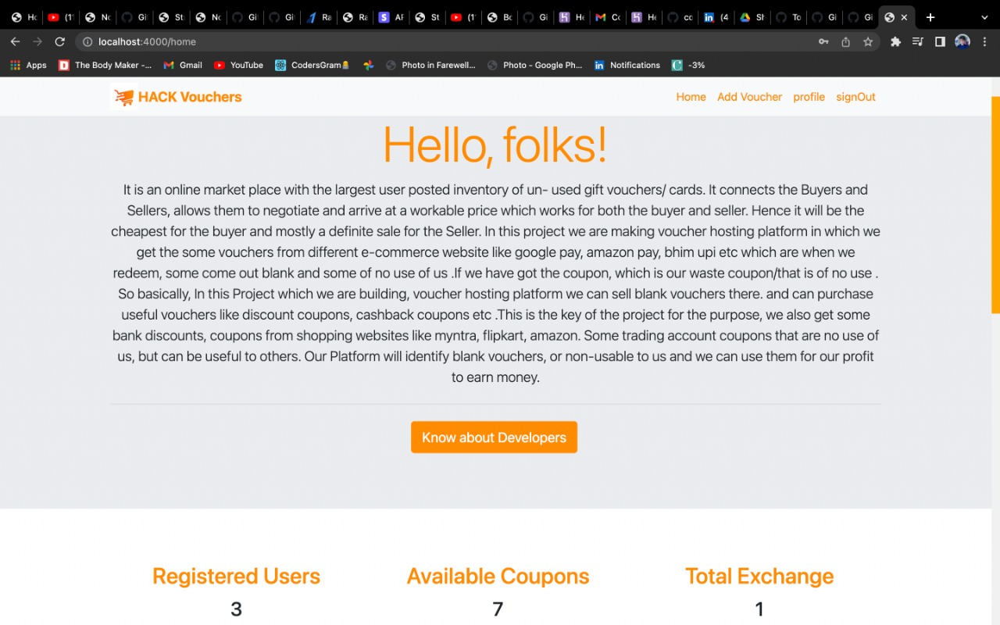 Ho
(1
No
Gi
St
No
Gi
Gi
Ra
Ra
AF
St
(1
Bo
Gi
He
Co
He
co
(4
Sh
To
Gi
Gi
localhost:4000/home
Apps
The Body Maker -...
Gmail
YouTube
CodersGram
Photo in Farewell...
Photo - Google Ph...
Notifications
-3%
HACK Vouchers
Home
Add Voucher
profile
signOut
Hello, folks!
It is an online market place with the largest user posted inventory of un- used gift vouchers/ cards. It connects the Buyers and
Sellers, allows them to negotiate and arrive at a workable price which works for both the buyer and seller. Hence it will be the
cheapest for the buyer and mostly a definite sale for the Seller. In this project we are making voucher hosting platform in which we
get the some vouchers from different e-commerce website like google pay, amazon pay, bhim upi etc which are when we
redeem, some come out blank and some of no use of us .If we have got the coupon, which is our waste coupon/that is of no use .
So basically, In this Project which we are building, voucher hosting platform we can sell blank vouchers there. and can purchase
useful vouchers like discount coupons, cashback coupons etc .This is the key of the project for the purpose, we also get some
bank discounts, coupons from shopping websites like myntra, flipkart, amazon. Some trading account coupons that are no use of
us, but can be useful to others. Our Platform will identify blank vouchers, or non-usable to us and we can use them for our profit
to earn money.
Know about Developers
Registered Users
Available Coupons
Total Exchange
3
7
1